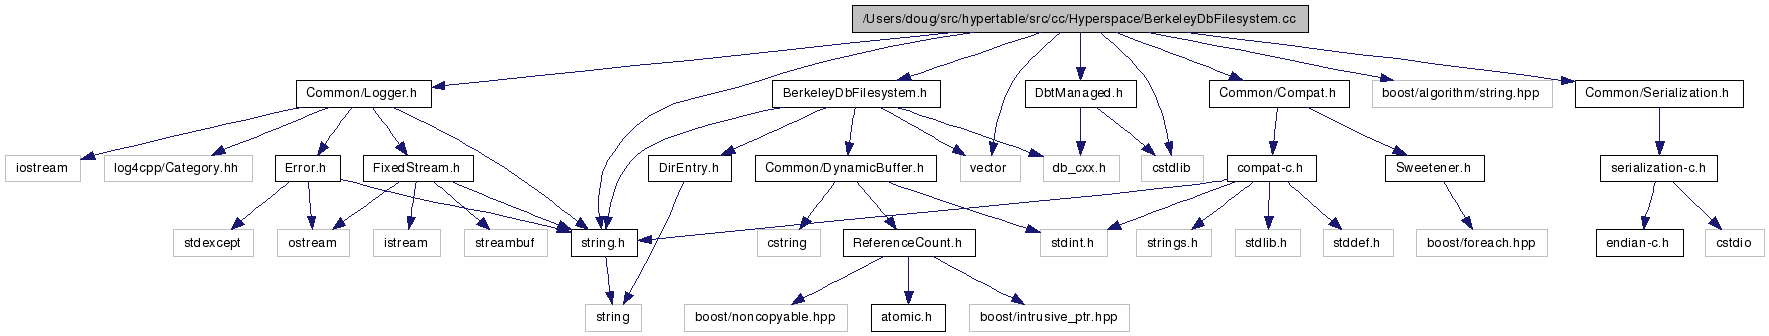 /Users/doug/src/hypertable/src/cc/Hyperspace/BerkeleyDbFilesystem.cc
Common/Logger.h
BerkeleyDbFilesystem.h
DbtManaged.h
Common/Compat.h
boost/algorithm/string.hpp
Common/Serialization.h
iostream
log4cpp/Category.hh
Error.h
FixedStream.h
DirEntry.h
Common/DynamicBuffer.h
vector
db_cxx.h
cstdlib
compat-c.h
Sweetener.h
serialization-c.h
stdexcept
ostream
istream
streambuf
string.h
cstring
ReferenceCount.h
stdint.h
strings.h
stdlib.h
stddef.h
boost/foreach.hpp
endian-c.h
cstdio
string
boost/noncopyable.hpp
atomic.h
boost/intrusive_ptr.hpp